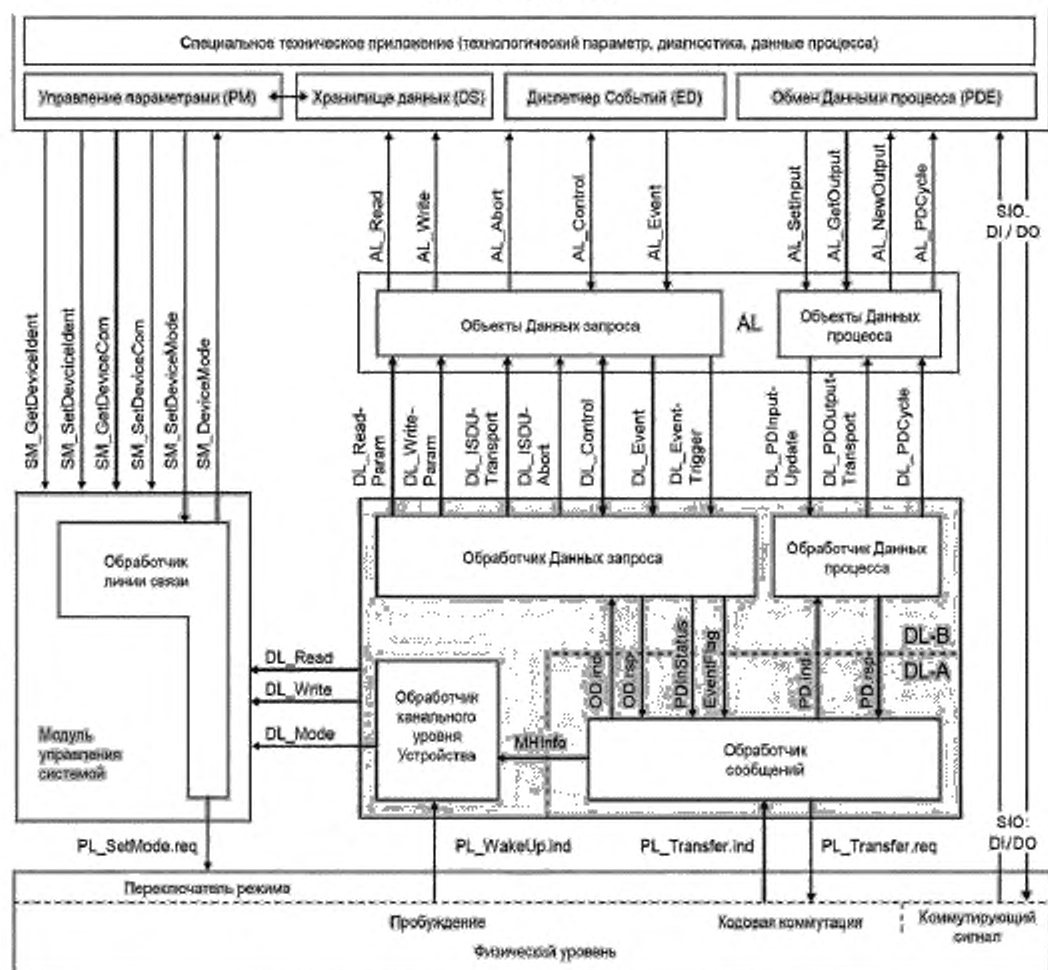 Специальное техническое приложение (технологический параметр, диагностика, данные процесса)
Управление параметрами (PM)
Хранилище данных (DS)
Диспетчер Событий (ED)
Обмен Данными процесса (PDE)
SM_GetDeviceIdent
SM_SetDevciceIdent
SM_GetDeviceCom
SM_SetDeviceCom
SM_SetDeviceMode
SM_DeviceMode
AL_Read
AL_Write
AL_Abort
AL_Control
AL_Event
AL_SetInput
AL_GetOutput
AL_NewOutput
AL_PDCycle
SIO:
DI / DO
Объекты Данных запроса
AL
Объекты Данных
процесса
DL_Read-
Param
DL_Write-
Param
DL_ISDU-
Transport
DL_ISDU-
Abort
DL_Control
DL_Event
DL_Event-
Trigger
DL_PDInput-
Update
DL_PDOutput-
Transport
DL_PDCycle
Обработчик
линии связи
Обработчик Данных запроса
Обработчик Данных
процесса
OD.ind
OD.rsp
PDInStatus
EventFlag
PD.ind
PD.rsp
DL-B
DL-A
DL_Read
DL_Write
DL_Mode
Модуль
управления
системой
Обработчик
канального
уровня
Устройства
MHInfo
Обработчик
сообщений
SIO:
DI/DO
PL_SetMode.req
PL_WakeUp.ind
PL_Transfer.ind
PL_Transfer.req
Переключатель режима
Пробуждение
Кодовая коммутация
Коммутирующий
сигнал
Физический уровень